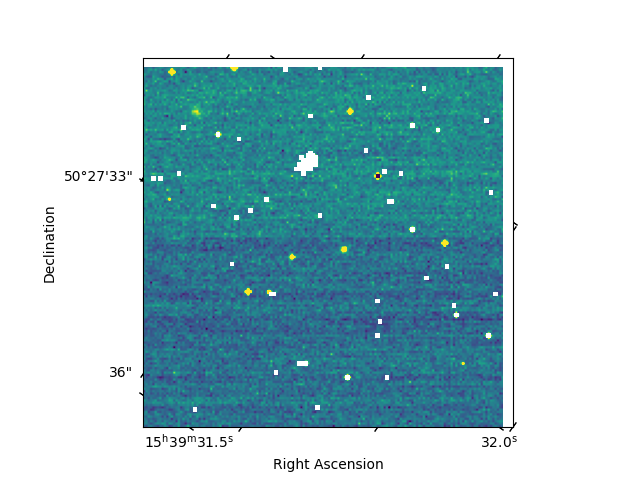 Declination
50°27'33"
36"
15ʰ39ᵐ31.5ˢ
32.0ˢ
Right Ascension